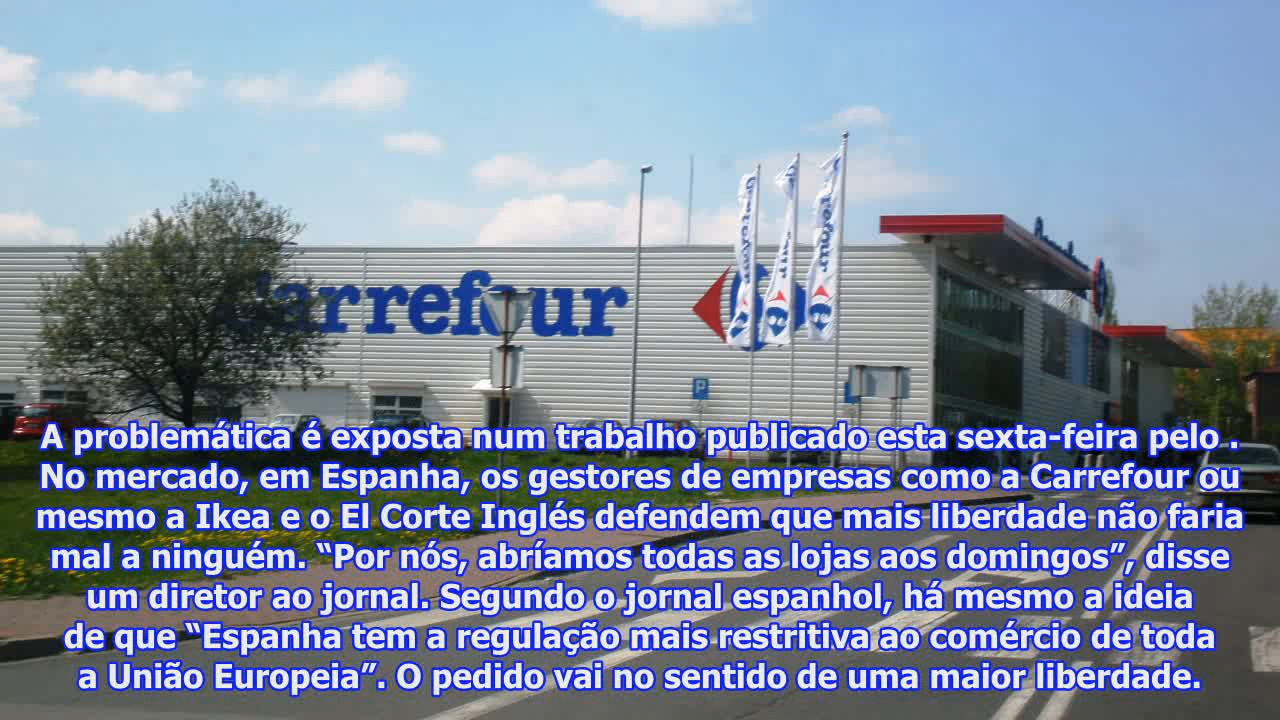 Carrefour
Carrefour
Carrefour
Carrefour
P
A problemática é exposta num trabalho publicado esta sexta-feira pelo .
No mercado, em Espanha, os gestores de empresas como a Carrefour ou
mesmo a Ikea e o El Corte Inglés defendem que mais liberdade não faria
mal a ninguém. “Por nós, abríamos todas as lojas aos domingos”, disse
um diretor ao jornal. Segundo o jornal espanhol, há mesmo a ideia
de que “Espanha tem a regulação mais restritiva ao comércio de toda
a União Europeia”. O pedido vai no sentido de uma maior liberdade.